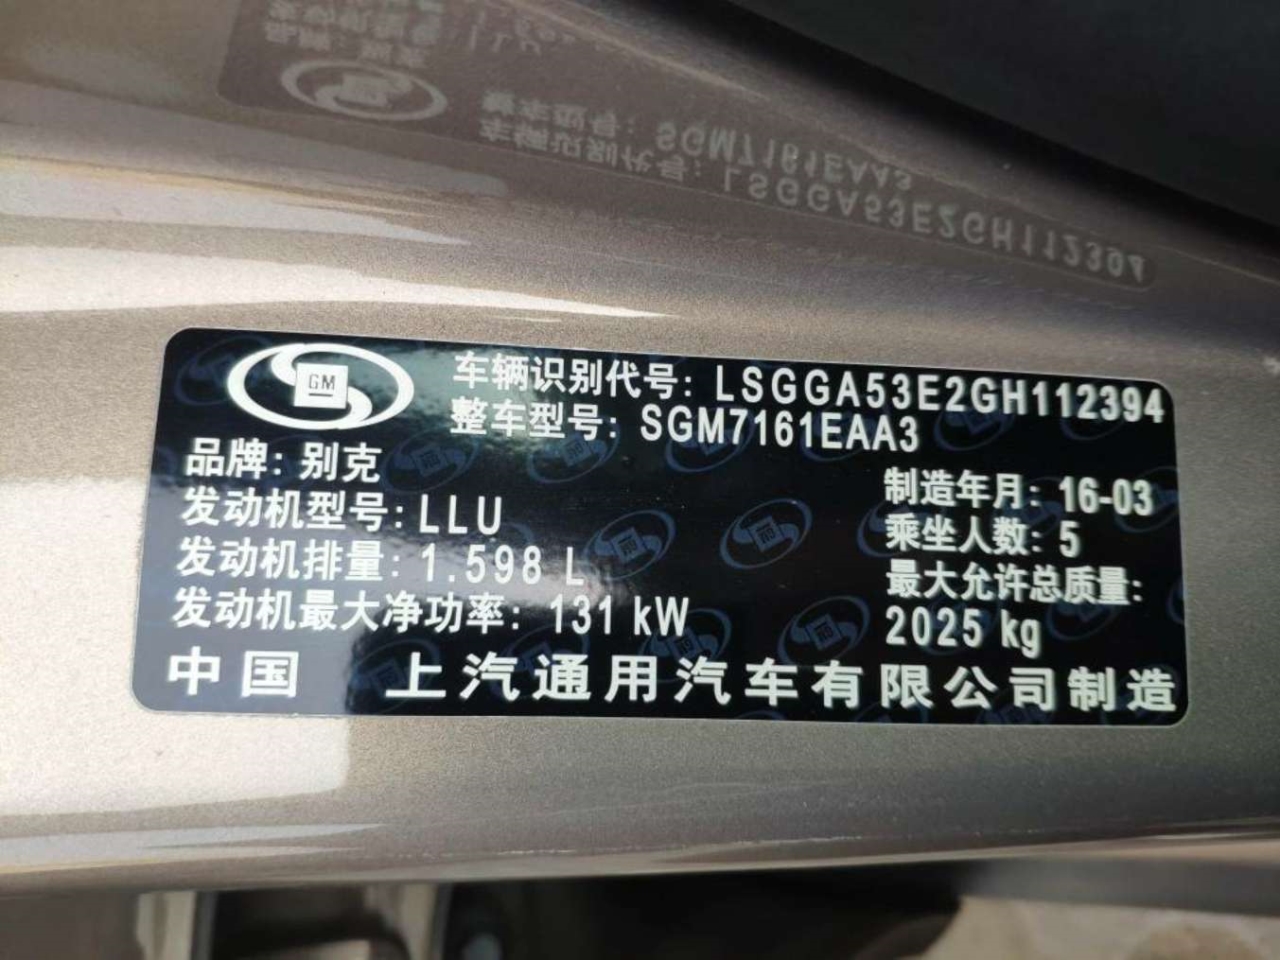 GM
车辆识别代号: LSGGA53E2GH112394
整车型号: SGM7161EAA3
品牌: 别克
制造年月: 16-03
发动机型号: LLU
乘坐人数: 5
发动机排量: 1.598 L
最大允许总质量:
2025 kg
发动机最大净功率: 131 kW
中国 上汽通用汽车有限公司制造